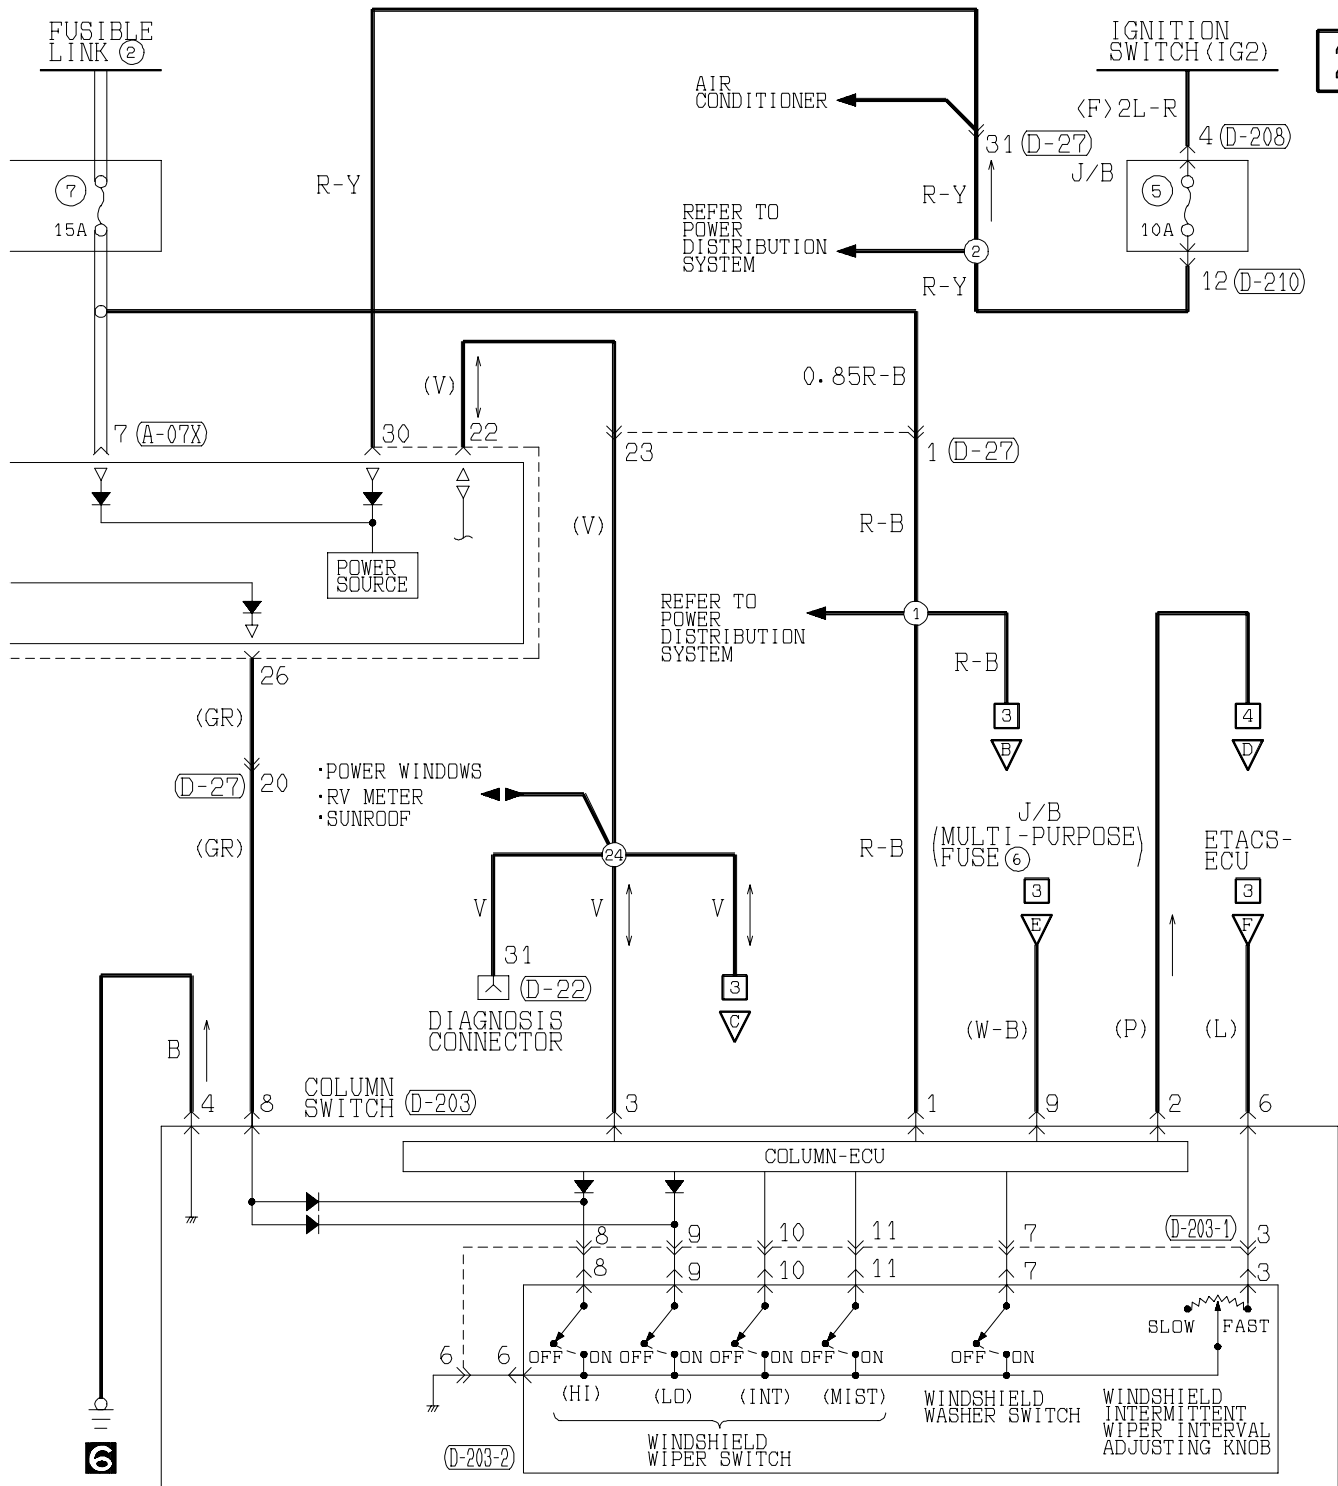 FUSIBLE
LINK ②
IGNITION
SWITCH(IG2)
AIR
CONDITIONER
<F>2L-R
31 (D-27)
4 (D-208)
J/B
⑦
15A
R-Y
R-Y
⑤
10A
REFER TO
POWER
DISTRIBUTION
SYSTEM
②
R-Y
12 (D-210)
(V)
0.85R-B
7 (A-07X)
30
22
23
1 (D-27)
(V)
R-B
POWER
SOURCE
REFER TO
POWER
DISTRIBUTION
SYSTEM
①
R-B
26
(GR)
3
B
4
D
(D-27) 20
·POWER WINDOWS
·RV METER
·SUNROOF
(GR)
24
R-B
J/B
(MULTI-PURPOSE)
FUSE ⑥
ETACS-
ECU
3
E
3
F
V
V
V
31
(D-22)
DIAGNOSIS
CONNECTOR
3
C
(W-B)
(P)
(L)
B
COLUMN
SWITCH (D-203)
4
8
3
1
9
2
6
COLUMN-ECU
8
9
10
11
7
(D-203-1)
3
8
9
10
11
7
3
SLOW
FAST
6
6
OFF
ON
OFF
ON
OFF
ON
OFF
ON
OFF
ON
(HI)
(LO)
(INT)
(MIST)
WINDSHIELD
WASHER SWITCH
WINDSHIELD
INTERMITTENT
WIPER INTERVAL
ADJUSTING KNOB
WINDSHIELD
WIPER SWITCH
(D-203-2)
6